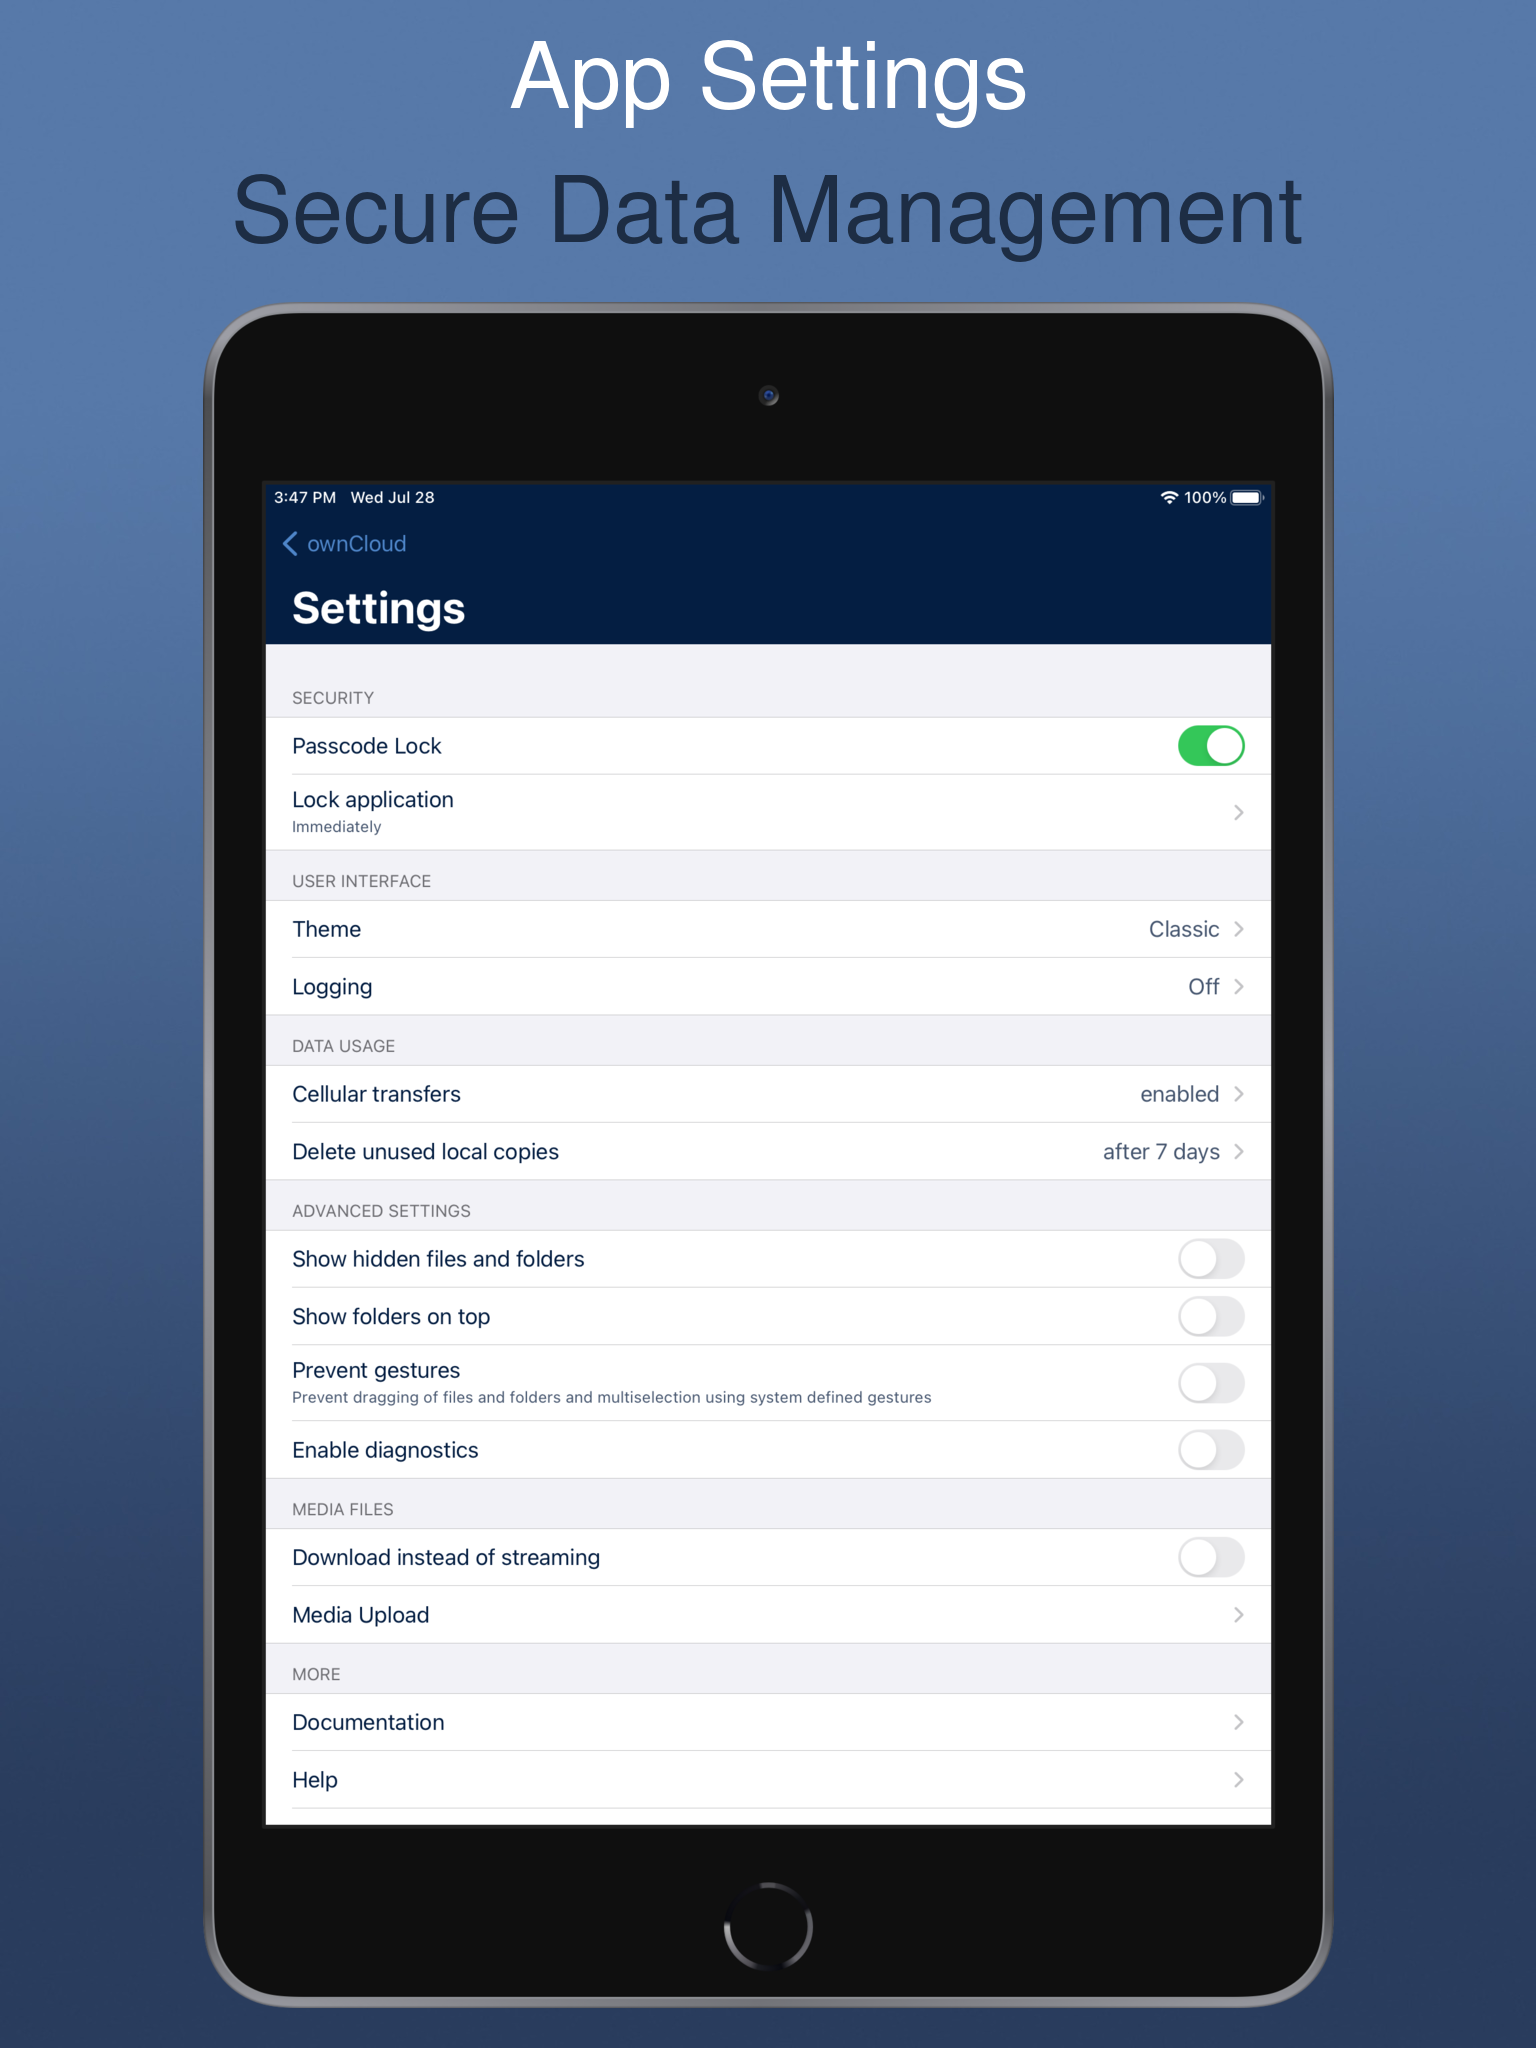 App Settings
Secure Data Management
3:47 PM Wed Jul 28 100%
ownCloud
Settings
SECURITY
Passcode Lock
Lock application
Immediately
USER INTERFACE
Theme Classic
Logging Off
DATA USAGE
Cellular transfers enabled
Delete unused local copies after 7 days
ADVANCED SETTINGS
Show hidden files and folders
Show folders on top
Prevent gestures
Prevent dragging of files and folders and multiselection using system defined gestures
Enable diagnostics
MEDIA FILES
Download instead of streaming
Media Upload
MORE
Documentation
Help